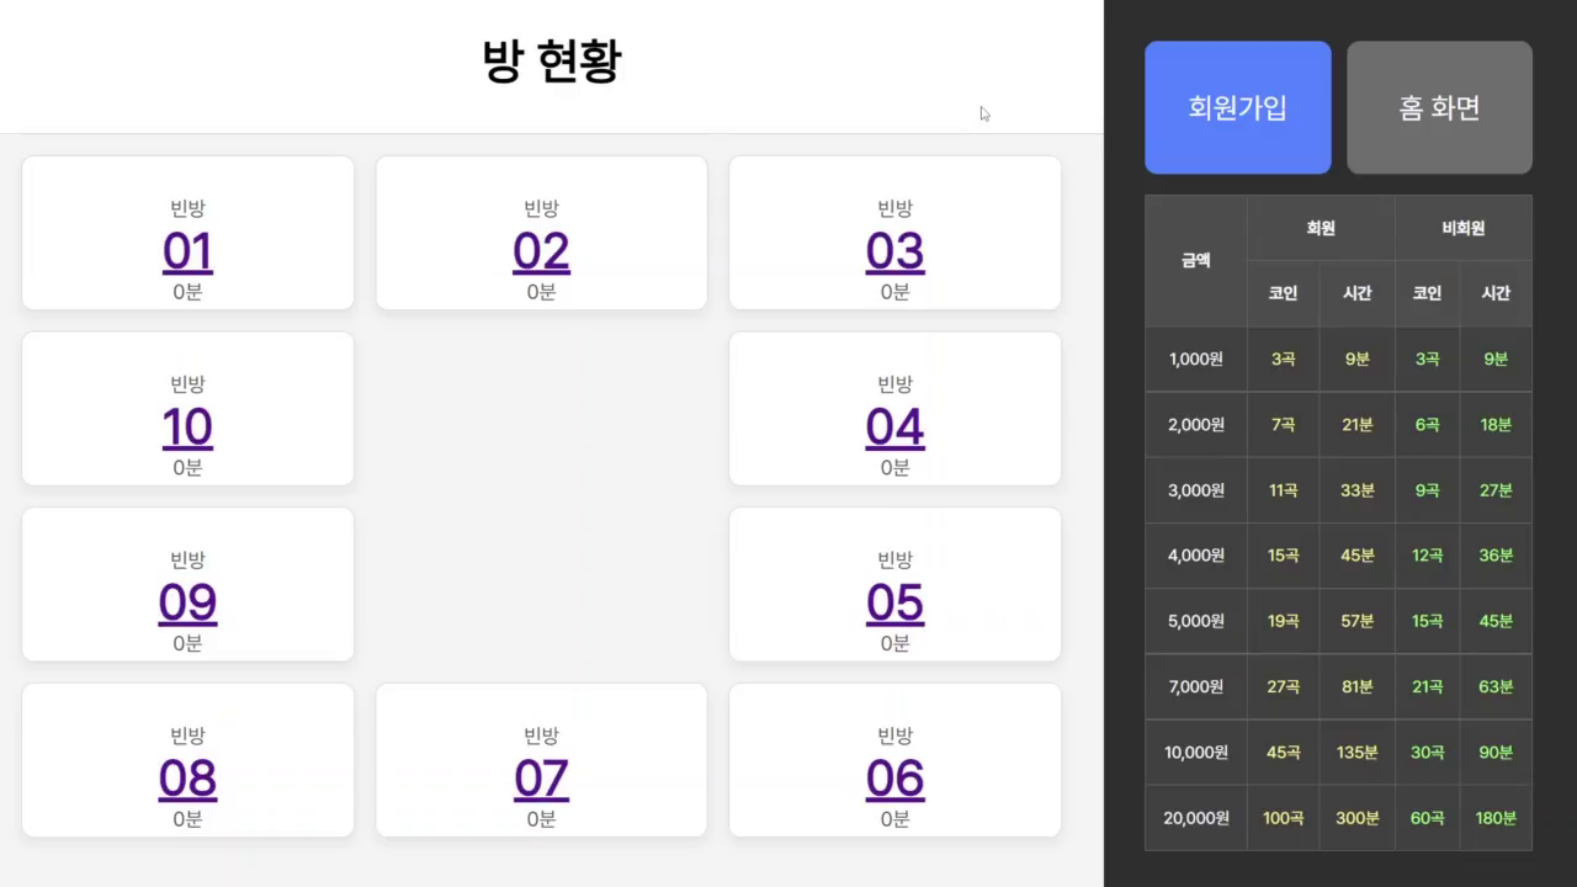 방 현황
빈방
01
0분
빈방
02
0분
빈방
03
0분
빈방
10
0분
빈방
04
0분
빈방
09
0분
빈방
05
0분
빈방
08
0분
빈방
07
0분
빈방
06
0분
회원가입
홈 화면
금액 회원 비회원
코인 시간 코인 시간
1,000원 3곡 9분 3곡 9분
2,000원 7곡 21분 6곡 18분
3,000원 11곡 33분 9곡 27분
4,000원 15곡 45분 12곡 36분
5,000원 19곡 57분 15곡 45분
7,000원 27곡 81분 21곡 63분
10,000원 45곡 135분 30곡 90분
20,000원 100곡 300분 60곡 180분